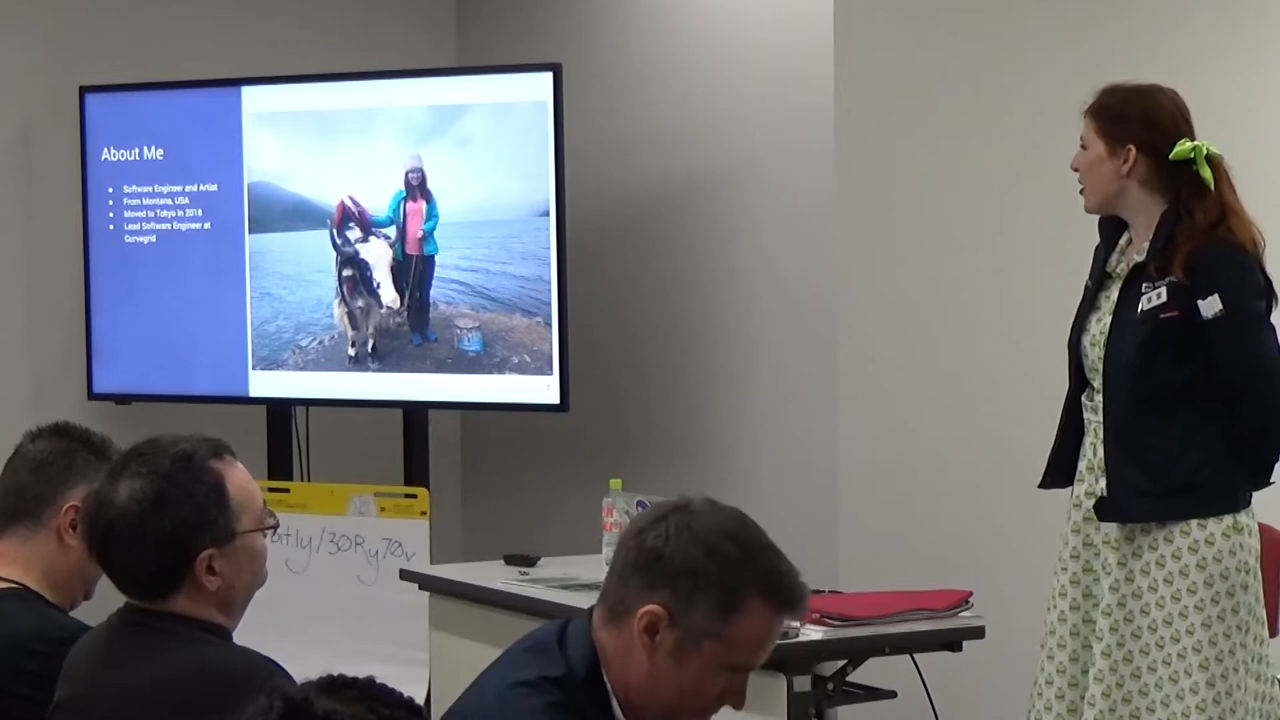 About Me
● Software Engineer and Artist
● From Montana, USA
● Moved to Tokyo in 2018
● Lead Software Engineer at
Curvegrid
2
bit.ly/30Ry70v